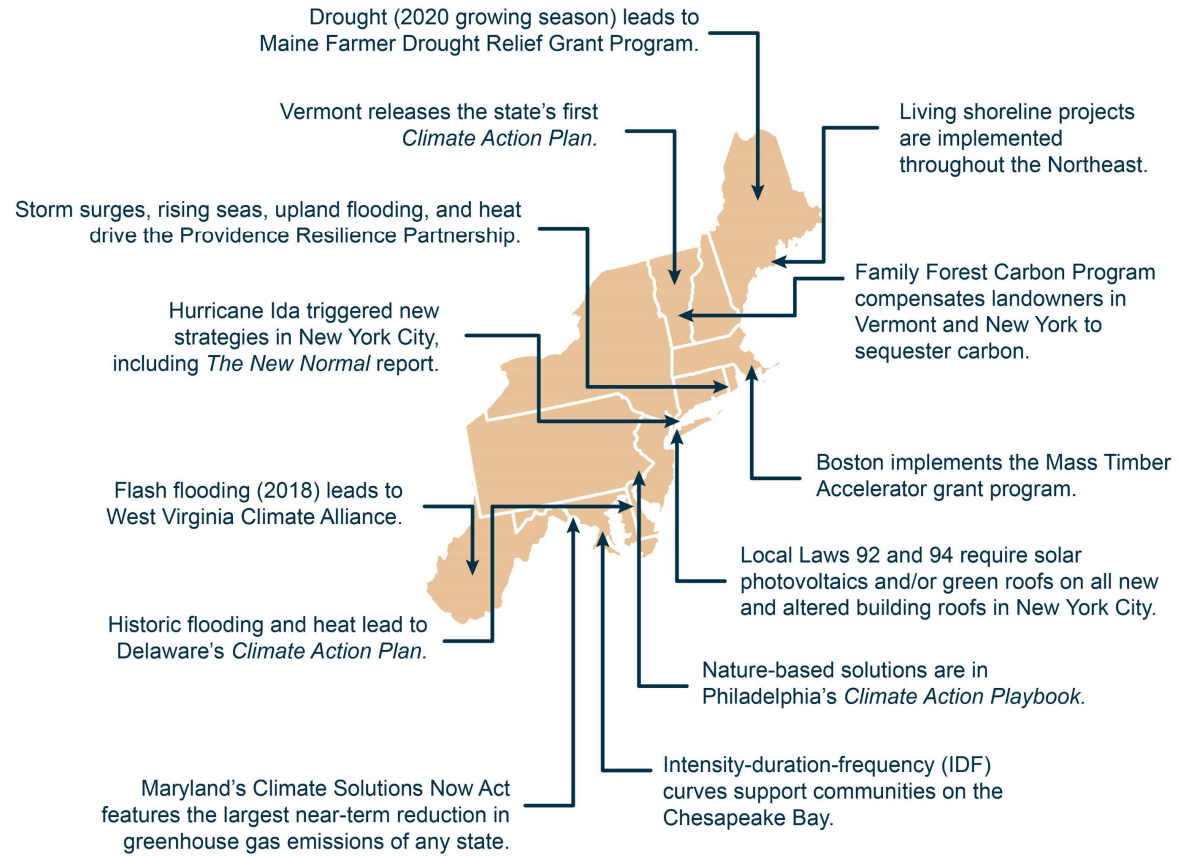 Drought (2020 growing season) leads to
Maine Farmer Drought Relief Grant Program.
Vermont releases the state's first
Climate Action Plan.
Living shoreline projects
are implemented
throughout the Northeast.
Storm surges, rising seas, upland flooding, and heat
drive the Providence Resilience Partnership.
Family Forest Carbon Program
compensates landowners in
Vermont and New York to
sequester carbon.
Hurricane Ida triggered new
strategies in New York City,
including The New Normal report.
Boston implements the Mass Timber
Accelerator grant program.
Flash flooding (2018) leads to
West Virginia Climate Alliance.
Local Laws 92 and 94 require solar
photovoltaics and/or green roofs on all new
and altered building roofs in New York City.
Historic flooding and heat lead to
Delaware's Climate Action Plan.
Nature-based solutions are in
Philadelphia's Climate Action Playbook.
Intensity-duration-frequency (IDF)
curves support communities on the
Chesapeake Bay.
Maryland's Climate Solutions Now Act
features the largest near-term reduction in
greenhouse gas emissions of any state.